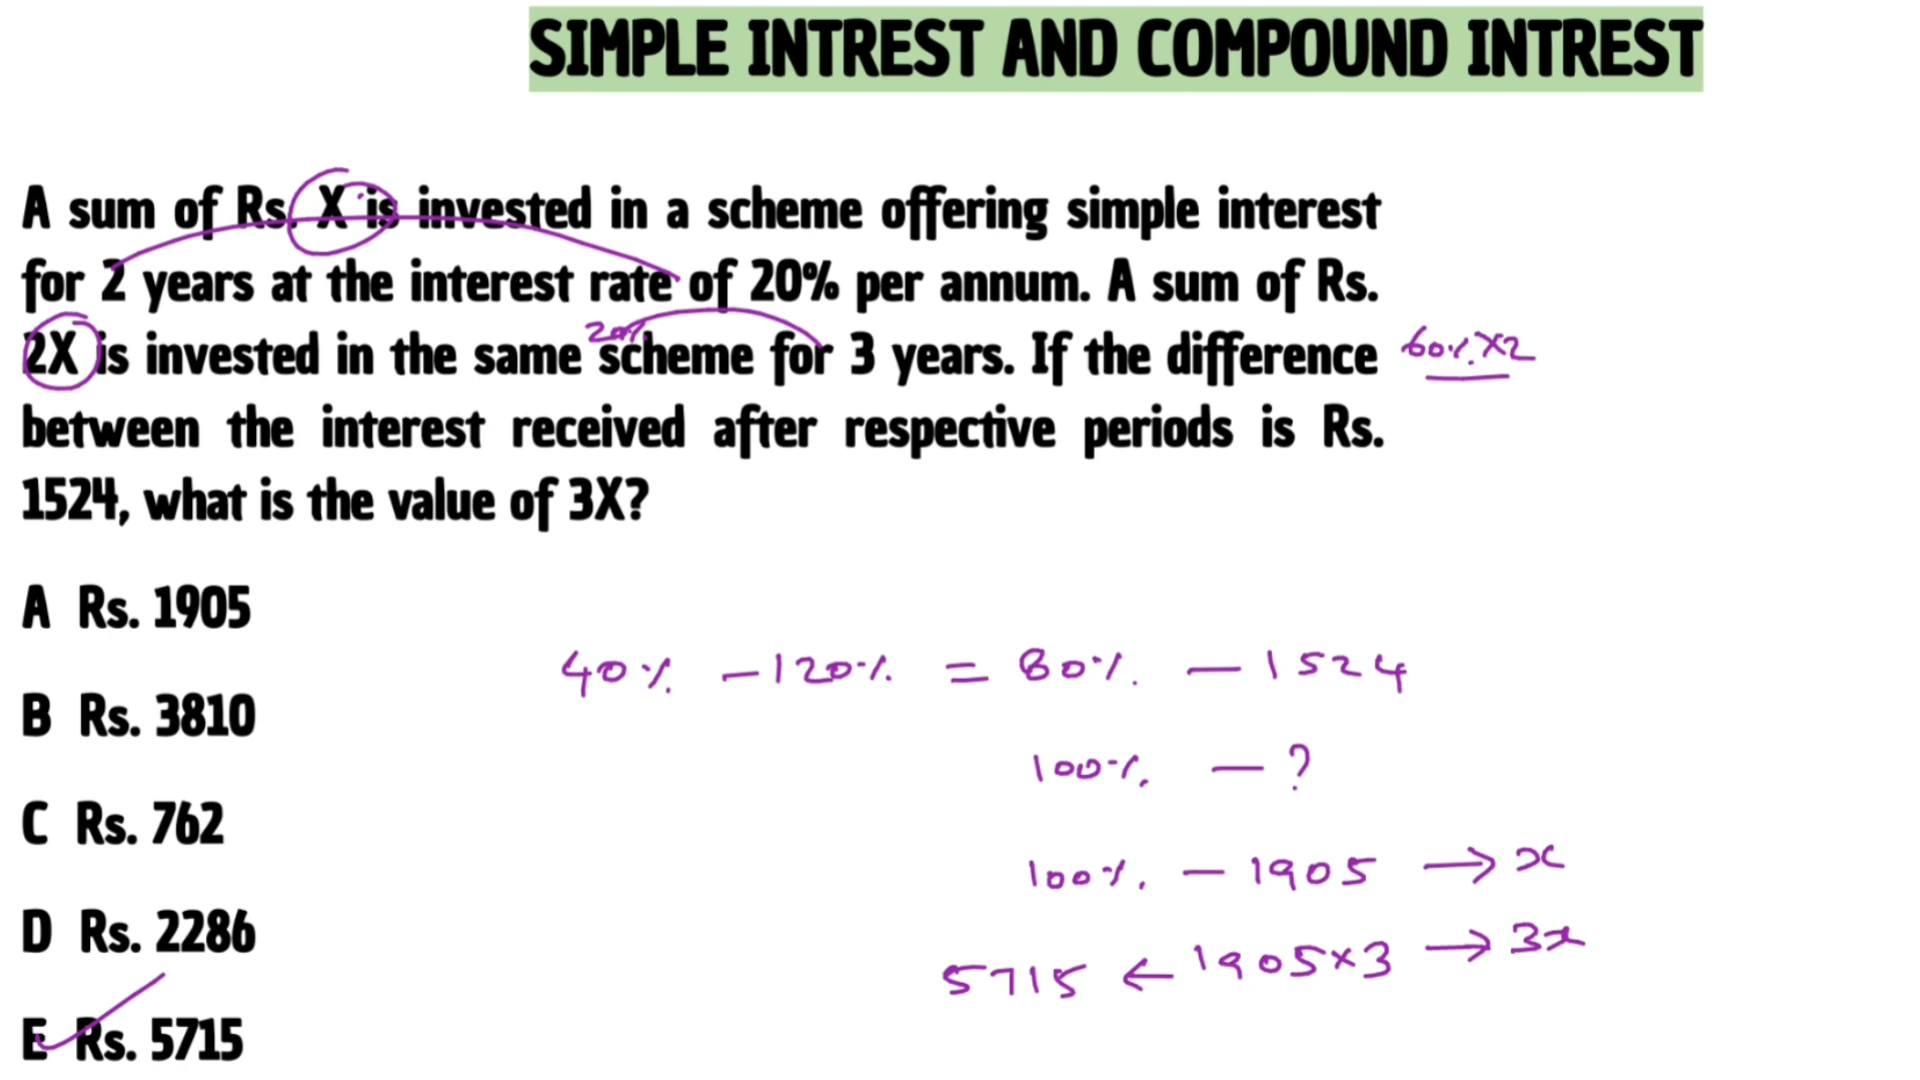 SIMPLE INTREST AND COMPOUND INTREST
A sum of Rs. X is invested in a scheme offering simple interest
for 2 years at the interest rate of 20% per annum. A sum of Rs.
20%
2X is invested in the same scheme for 3 years. If the difference
60% X2
between the interest received after respective periods is Rs.
1524, what is the value of 3X?
A Rs. 1905
40% - 120% = 80% - 1524
B Rs. 3810
100% - ?
C Rs. 762
100% - 1905 → x
D Rs. 2286
5715 ← 1905x3 → 3x
E Rs. 5715